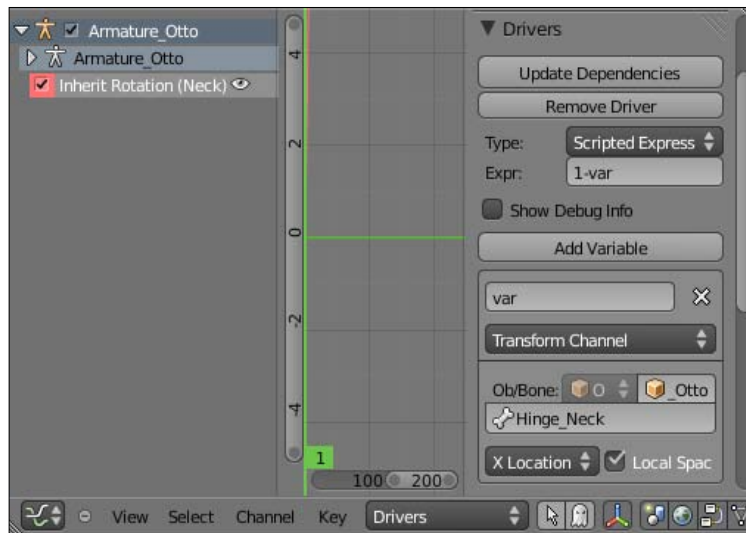 Armature_Otto
Armature_Otto
Inherit Rotation (Neck)
4
2
0
-2
-4
1
100 200
Drivers
Update Dependencies
Remove Driver
Type: Scripted Express
Expr: 1-var
Show Debug Info
Add Variable
var
Transform Channel
Ob/Bone: O _Otto
Hinge_Neck
X Location Local Spac
View Select Channel Key Drivers